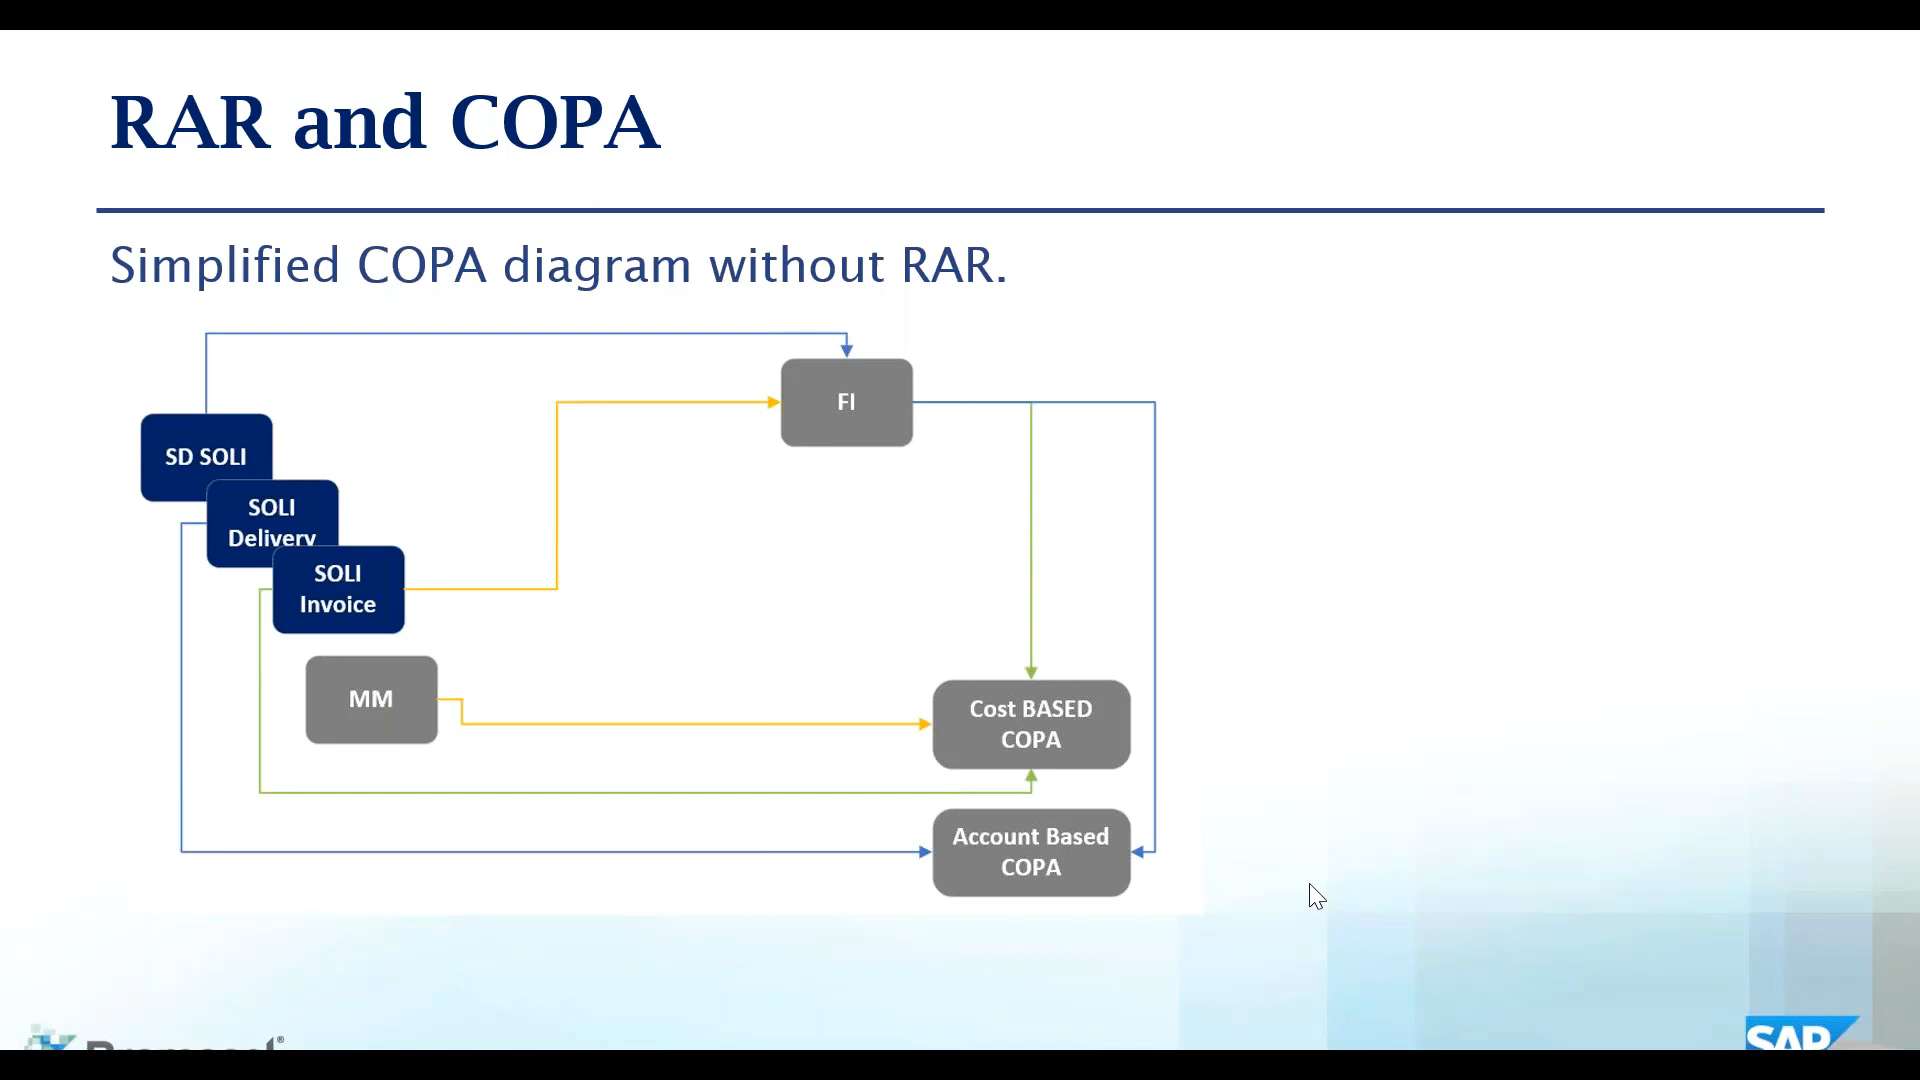 RAR and COPA
Simplified COPA diagram without RAR.
FI
SD SOLI
SOLI
Delivery
SOLI
Invoice
MM
Cost BASED
COPA
Account Based
COPA
SAP